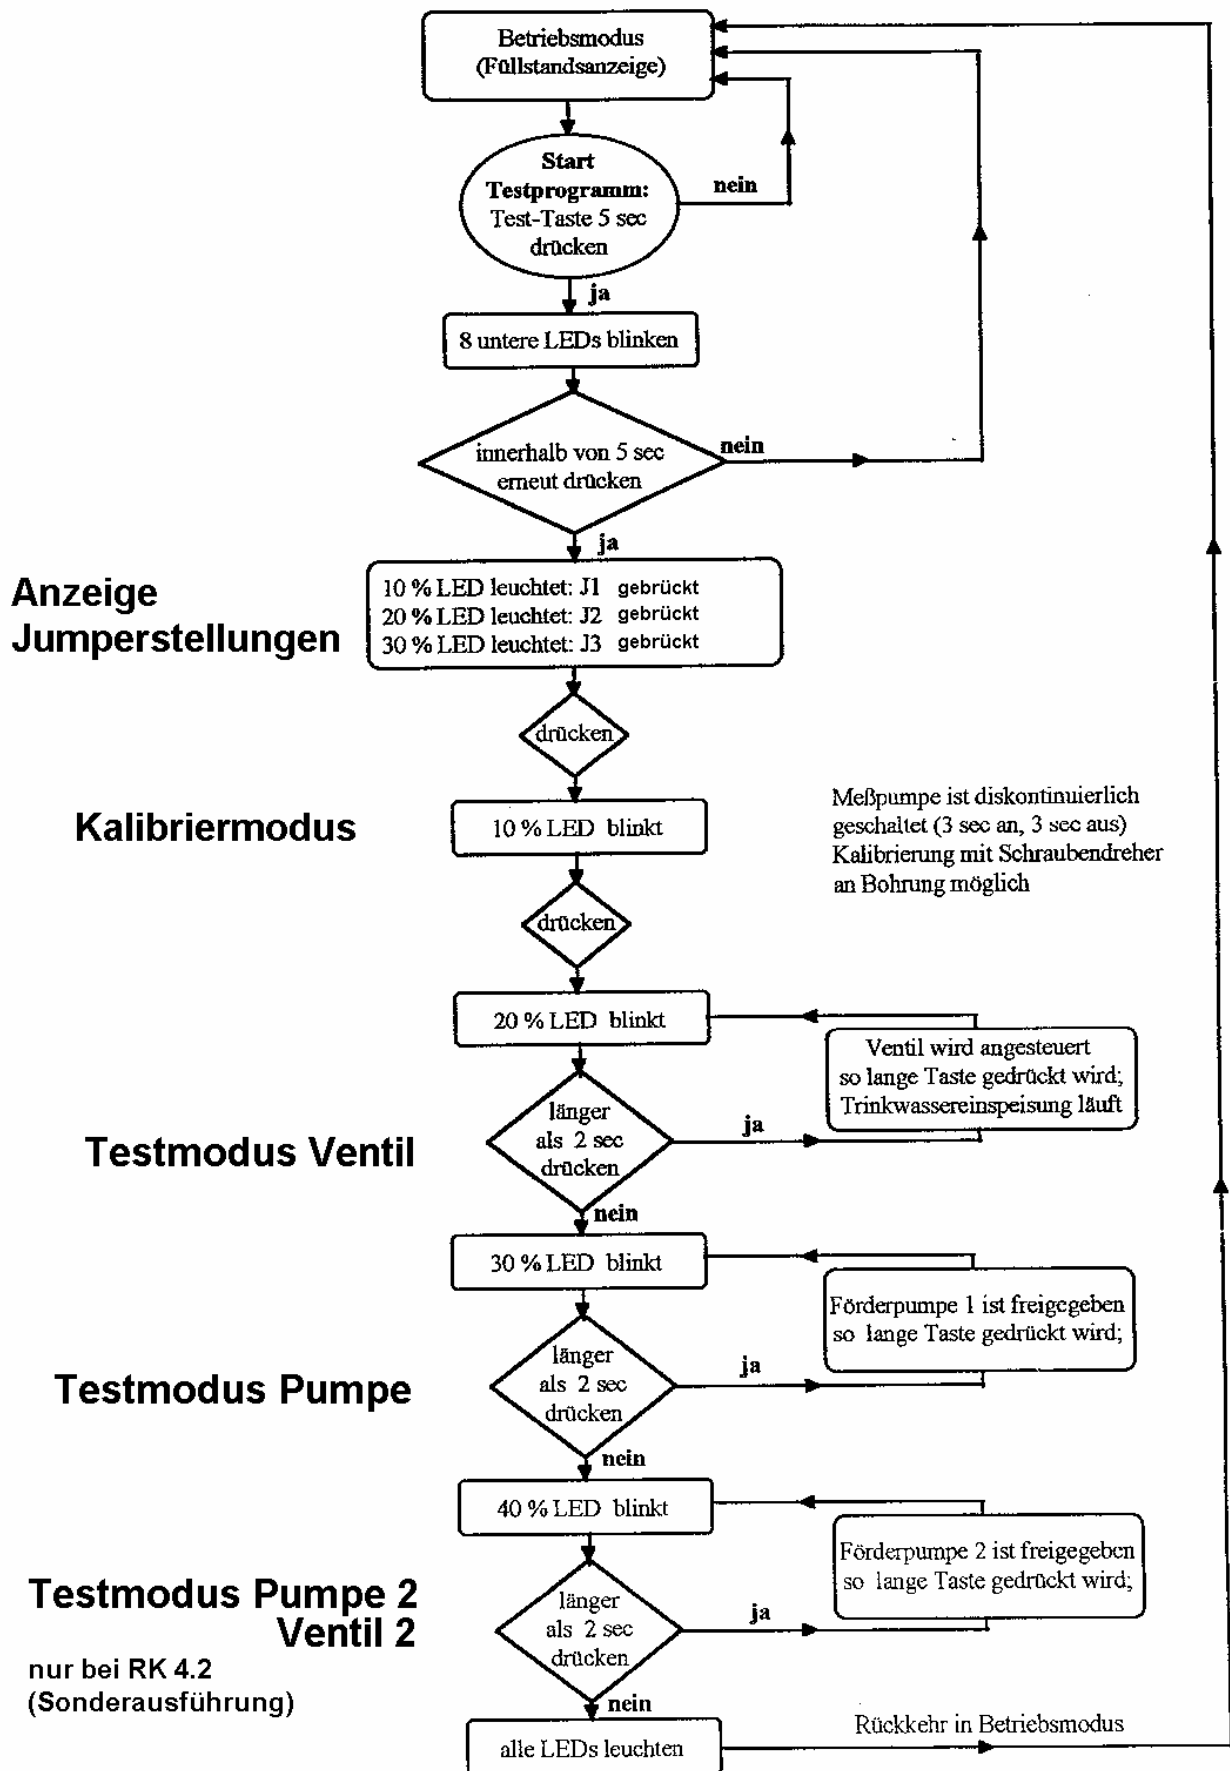 Betriebsmodus
(Füllstandsanzeige)
Start
Testprogramm:
Test-Taste 5 sec
drücken
nein
ja
8 untere LEDs blinken
innerhalb von 5 sec
erneut drücken
nein
ja
Anzeige
Jumperstellungen
10 % LED leuchtet: J1 gebrückt
20 % LED leuchtet: J2 gebrückt
30 % LED leuchtet: J3 gebrückt
drücken
Kalibriermodus
10 % LED blinkt
Meßpumpe ist diskontinuierlich
geschaltet (3 sec an, 3 sec aus)
Kalibrierung mit Schraubendreher
an Bohrung möglich
drücken
20 % LED blinkt
Ventil wird angesteuert
so lange Taste gedrückt wird;
Trinkwassereinspeisung läuft
Testmodus Ventil
länger
als 2 sec
drücken
ja
nein
30 % LED blinkt
Förderpumpe 1 ist freigegeben
so lange Taste gedrückt wird;
Testmodus Pumpe
länger
als 2 sec
drücken
ja
nein
40 % LED blinkt
Förderpumpe 2 ist freigegeben
so lange Taste gedrückt wird;
Testmodus Pumpe 2
Ventil 2
nur bei RK 4.2
(Sonderausführung)
länger
als 2 sec
drücken
ja
nein
alle LEDs leuchten
Rückkehr in Betriebsmodus